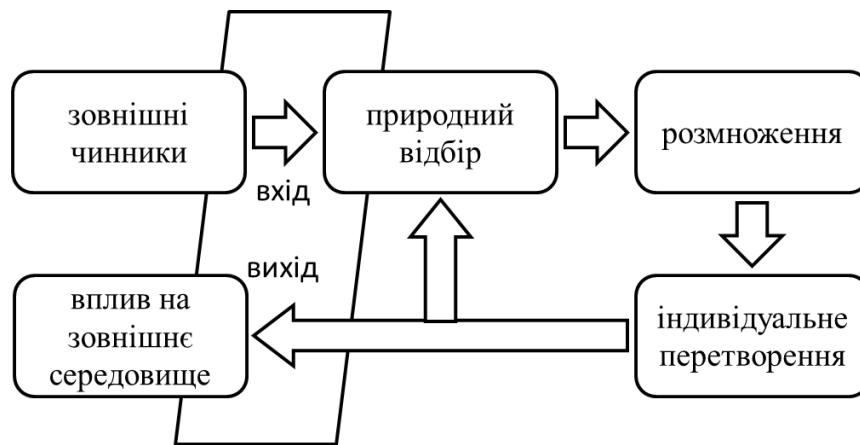 зовнішні
чинники
природний
відбір
розмноження
вхід
вихід
вплив на
зовнішнє
середовище
індивідуальне
перетворення